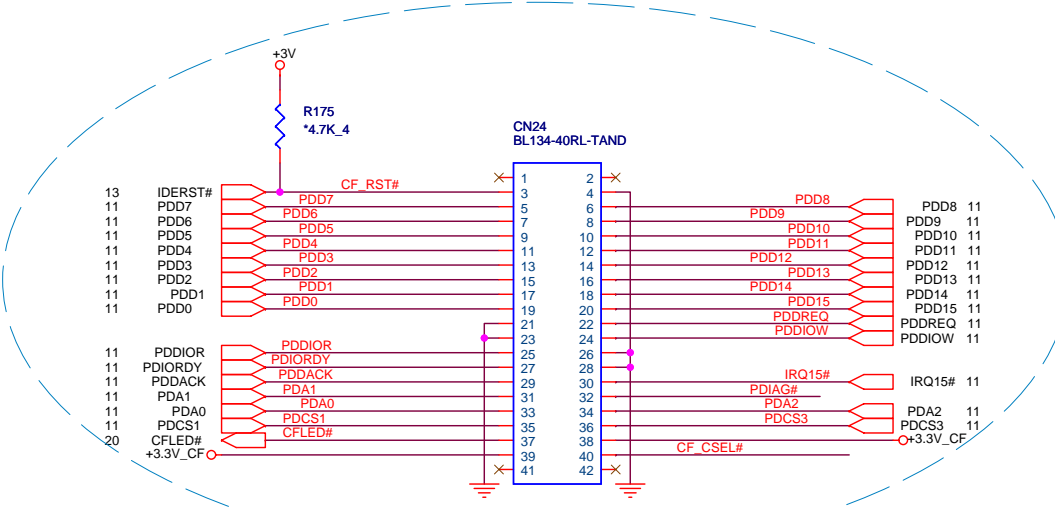 +3V
R175
*4.7K_4
CN24
BL134-40RL-TAND
1 2
13 IDERST# CF_RST# 3 4
11 PDD7 PDD7 5 6 PDD8 PDD8 11
11 PDD6 PDD6 7 8 PDD9 PDD9 11
11 PDD5 PDD5 9 10 PDD10 PDD10 11
11 PDD4 PDD4 11 12 PDD11 PDD11 11
11 PDD3 PDD3 13 14 PDD12 PDD12 11
11 PDD2 PDD2 15 16 PDD13 PDD13 11
11 PDD1 PDD1 17 18 PDD14 PDD14 11
11 PDD0 PDD0 19 20 PDD15 PDD15 11
21 22 PDDREQ PDDREQ 11
23 24 PDDIOW PDDIOW 11
11 PDDIOR PDDIOR 25 26
11 PDIORDY PDIORDY 27 28
11 PDDACK PDDACK 29 30 IRQ15# IRQ15# 11
11 PDA1 PDA1 31 32 PDIAG#
11 PDA0 PDA0 33 34 PDA2 PDA2 11
11 PDCS1 PDCS1 35 36 PDCS3 PDCS3 11
20 CFLED# CFLED# 37 38 +3.3V_CF
+3.3V_CF 39 40 CF_CSEL#
41 42